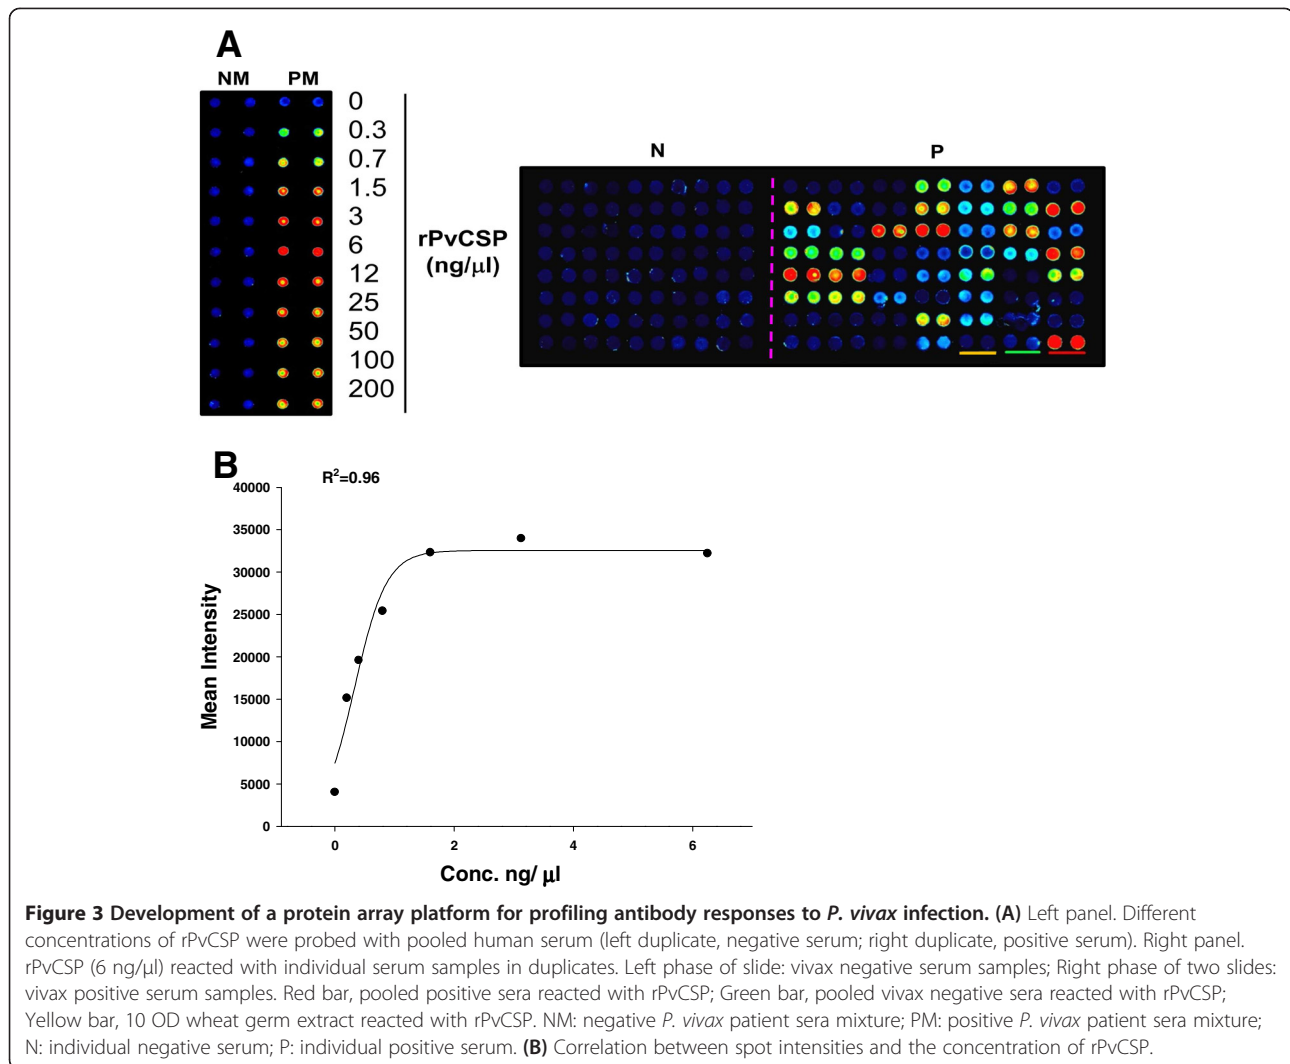 A
NM PM
0
0.3
0.7
1.5
3
6
12
25
50
100
200
rPvCSP
(ng/μl)
N P
B
R²=0.96
40000
35000
30000
25000
20000
15000
10000
5000
0
Mean Intensity
0 2 4 6
Conc. ng/ μl
Figure 3 Development of a protein array platform for profiling antibody responses to P. vivax infection. (A) Left panel. Different
concentrations of rPvCSP were probed with pooled human serum (left duplicate, negative serum; right duplicate, positive serum). Right panel.
rPvCSP (6 ng/μl) reacted with individual serum samples in duplicates. Left phase of slide: vivax negative serum samples; Right phase of two slides:
vivax positive serum samples. Red bar, pooled positive sera reacted with rPvCSP; Green bar, pooled vivax negative sera reacted with rPvCSP;
Yellow bar, 10 OD wheat germ extract reacted with rPvCSP. NM: negative P. vivax patient sera mixture; PM: positive P. vivax patient sera mixture;
N: individual negative serum; P: individual positive serum. (B) Correlation between spot intensities and the concentration of rPvCSP.